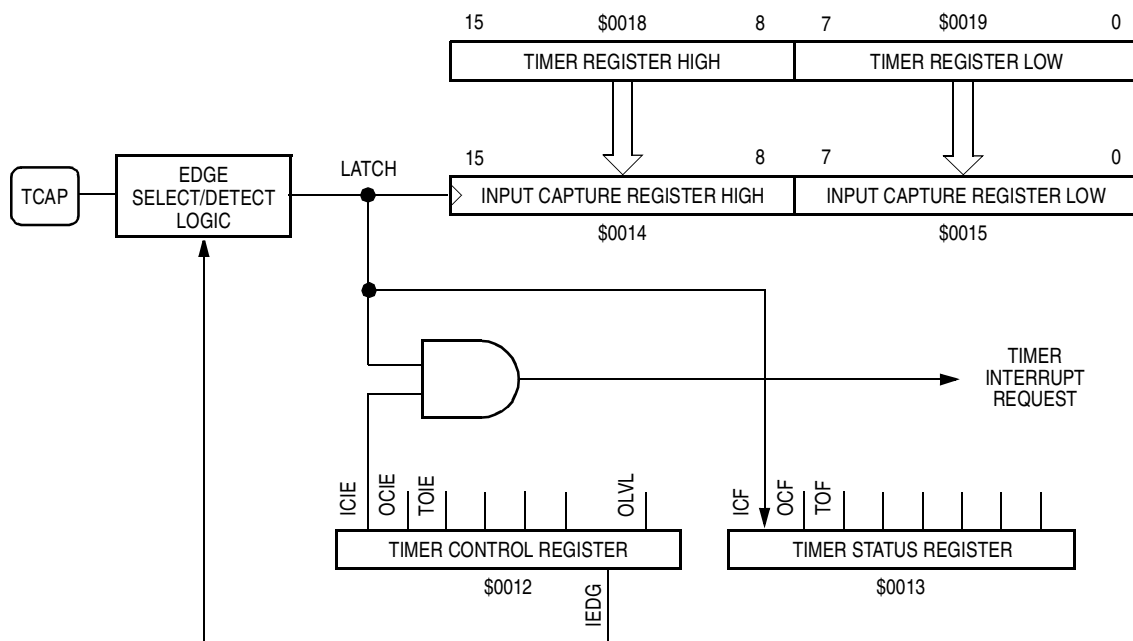 15 $0018 8 7 $0019 0
TIMER REGISTER HIGH TIMER REGISTER LOW
15 8 7 0
LATCH
TCAP
EDGE
SELECT/DETECT
LOGIC
INPUT CAPTURE REGISTER HIGH INPUT CAPTURE REGISTER LOW
$0014 $0015
TIMER
INTERRUPT
REQUEST
ICIE
OCIE
TOIE
OLVL
ICF
OCF
TOF
TIMER CONTROL REGISTER TIMER STATUS REGISTER
$0012 $0013
IEDG